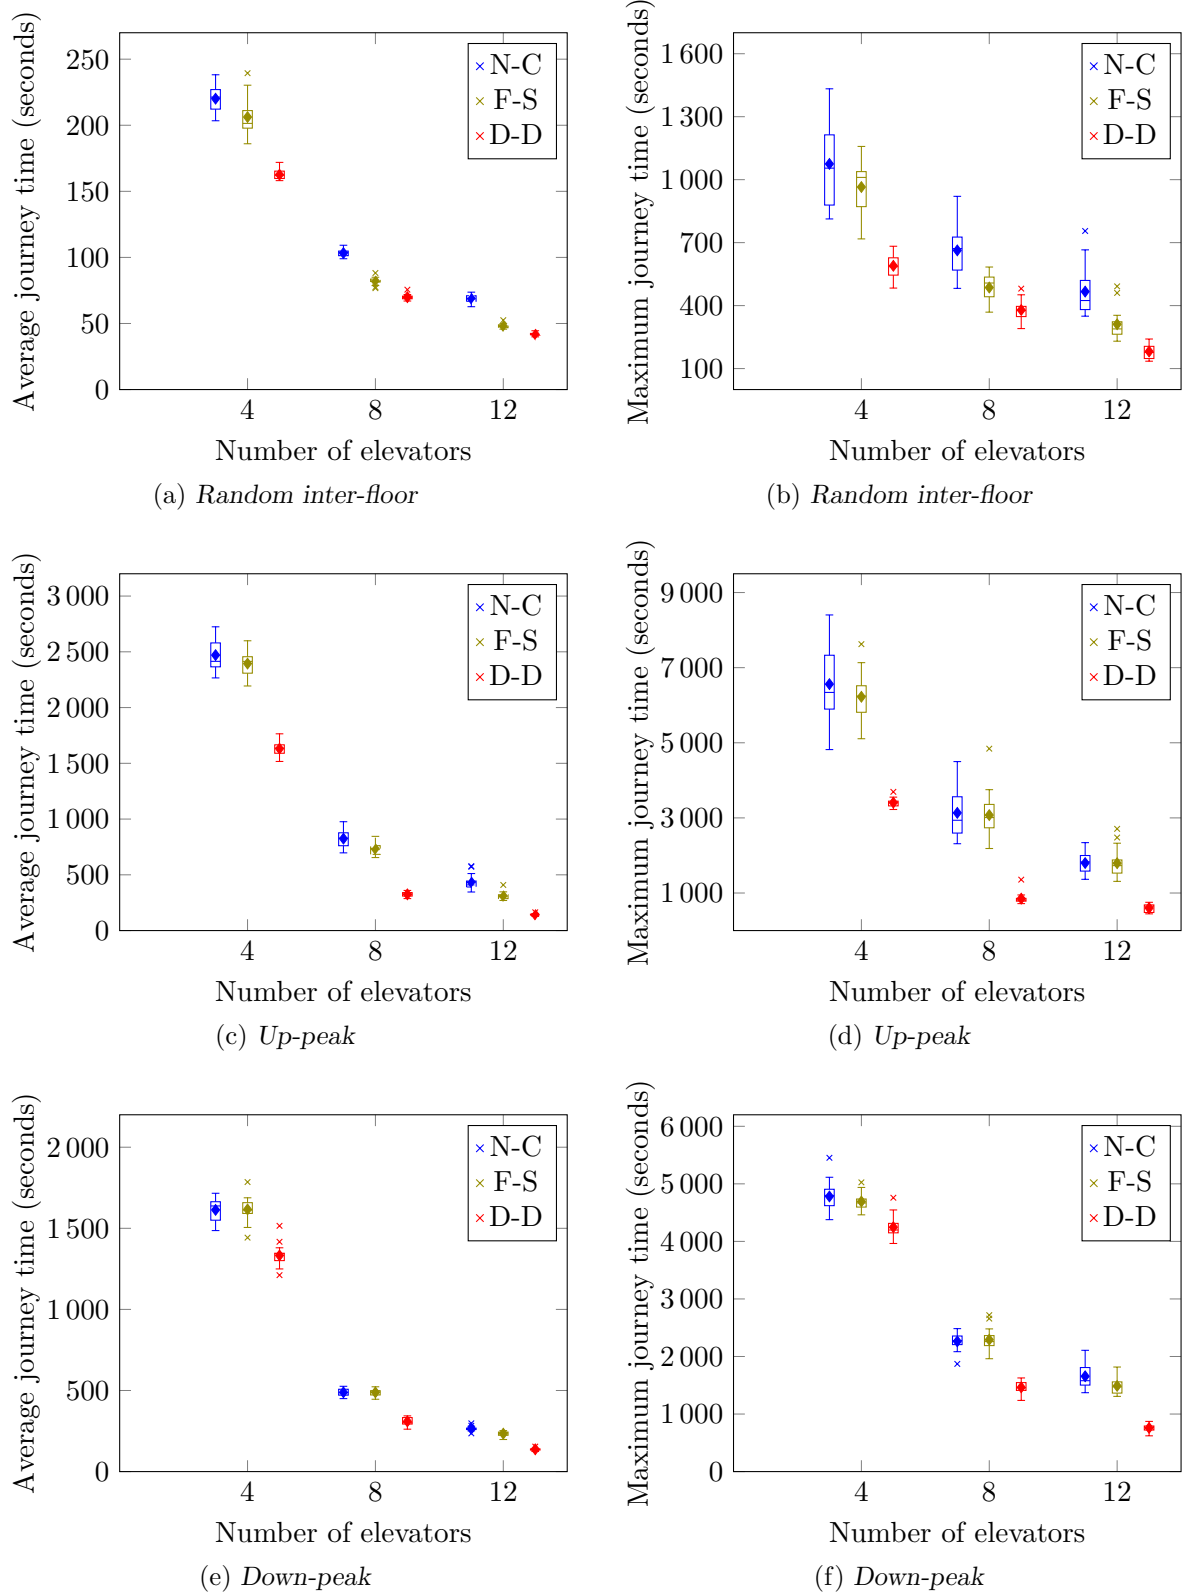 Average journey time (seconds)
250
200
150
100
50
0
4
8
12
Number of elevators
N-C
F-S
D-D
(a) Random inter-floor
Maximum journey time (seconds)
1 600
1 300
1 000
700
400
100
4
8
12
Number of elevators
N-C
F-S
D-D
(b) Random inter-floor
Average journey time (seconds)
3 000
2 500
2 000
1 500
1 000
500
0
4
8
12
Number of elevators
N-C
F-S
D-D
(c) Up-peak
Maximum journey time (seconds)
9 000
7 000
5 000
3 000
1 000
4
8
12
Number of elevators
N-C
F-S
D-D
(d) Up-peak
Average journey time (seconds)
2 000
1 500
1 000
500
0
4
8
12
Number of elevators
N-C
F-S
D-D
(e) Down-peak
Maximum journey time (seconds)
6 000
5 000
4 000
3 000
2 000
1 000
0
4
8
12
Number of elevators
N-C
F-S
D-D
(f) Down-peak